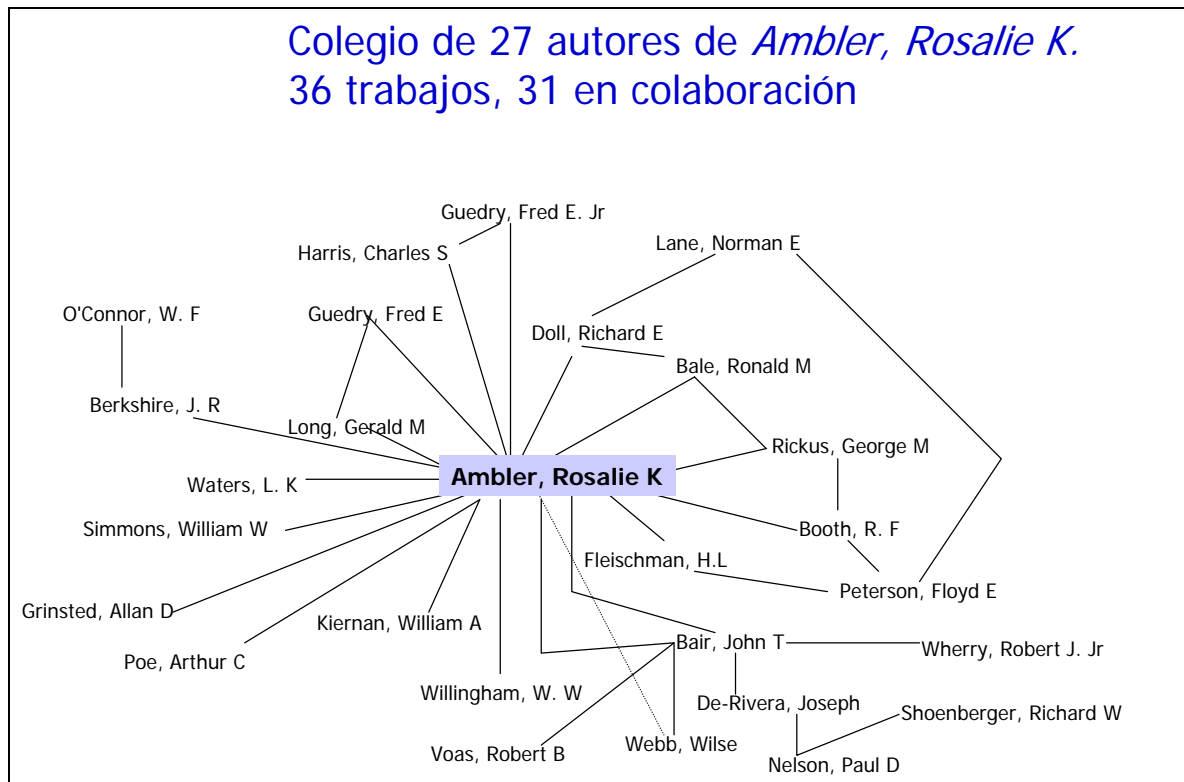 Colegio de 27 autores de Ambler, Rosalie K.
36 trabajos, 31 en colaboración
Guedry, Fred E. Jr
Harris, Charles S
Lane, Norman E
O'Connor, W. F
Guedry, Fred E
Doll, Richard E
Bale, Ronald M
Berkshire, J. R
Long, Gerald M
Rickus, George M
Ambler, Rosalie K
Waters, L. K
Simmons, William W
Booth, R. F
Fleischman, H.L
Peterson, Floyd E
Grinsted, Allan D
Kiernan, William A
Poe, Arthur C
Bair, John T
Wherry, Robert J. Jr
Willingham, W. W
De-Rivera, Joseph
Shoenberger, Richard W
Voas, Robert B
Webb, Wilse
Nelson, Paul D